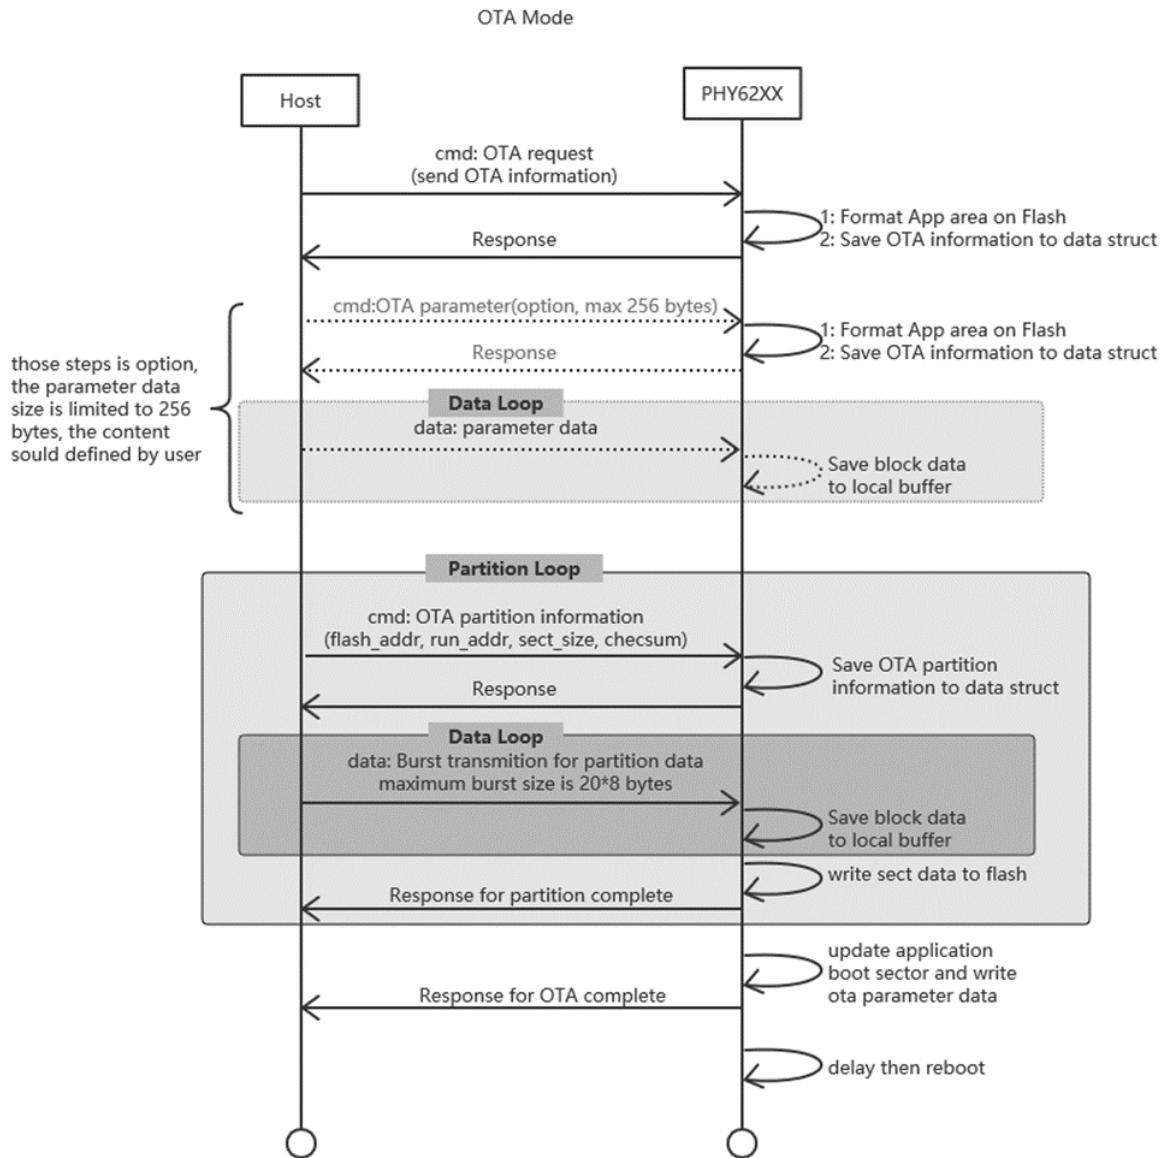 OTA Mode
Host
PHY62XX
cmd: OTA request
(send OTA information)
1: Format App area on Flash
2: Save OTA information to data struct
Response
cmd:OTA parameter(option, max 256 bytes)
1: Format App area on Flash
2: Save OTA information to data struct
Response
those steps is option,
the parameter data
size is limited to 256
bytes, the content
sould defined by user
Data Loop
data: parameter data
Save block data
to local buffer
Partition Loop
cmd: OTA partition information
(flash_addr, run_addr, sect_size, checsum)
Save OTA partition
information to data struct
Response
Data Loop
data: Burst transmition for partition data
maximum burst size is 20*8 bytes
Save block data
to local buffer
write sect data to flash
Response for partition complete
update application
boot sector and write
ota parameter data
Response for OTA complete
delay then reboot